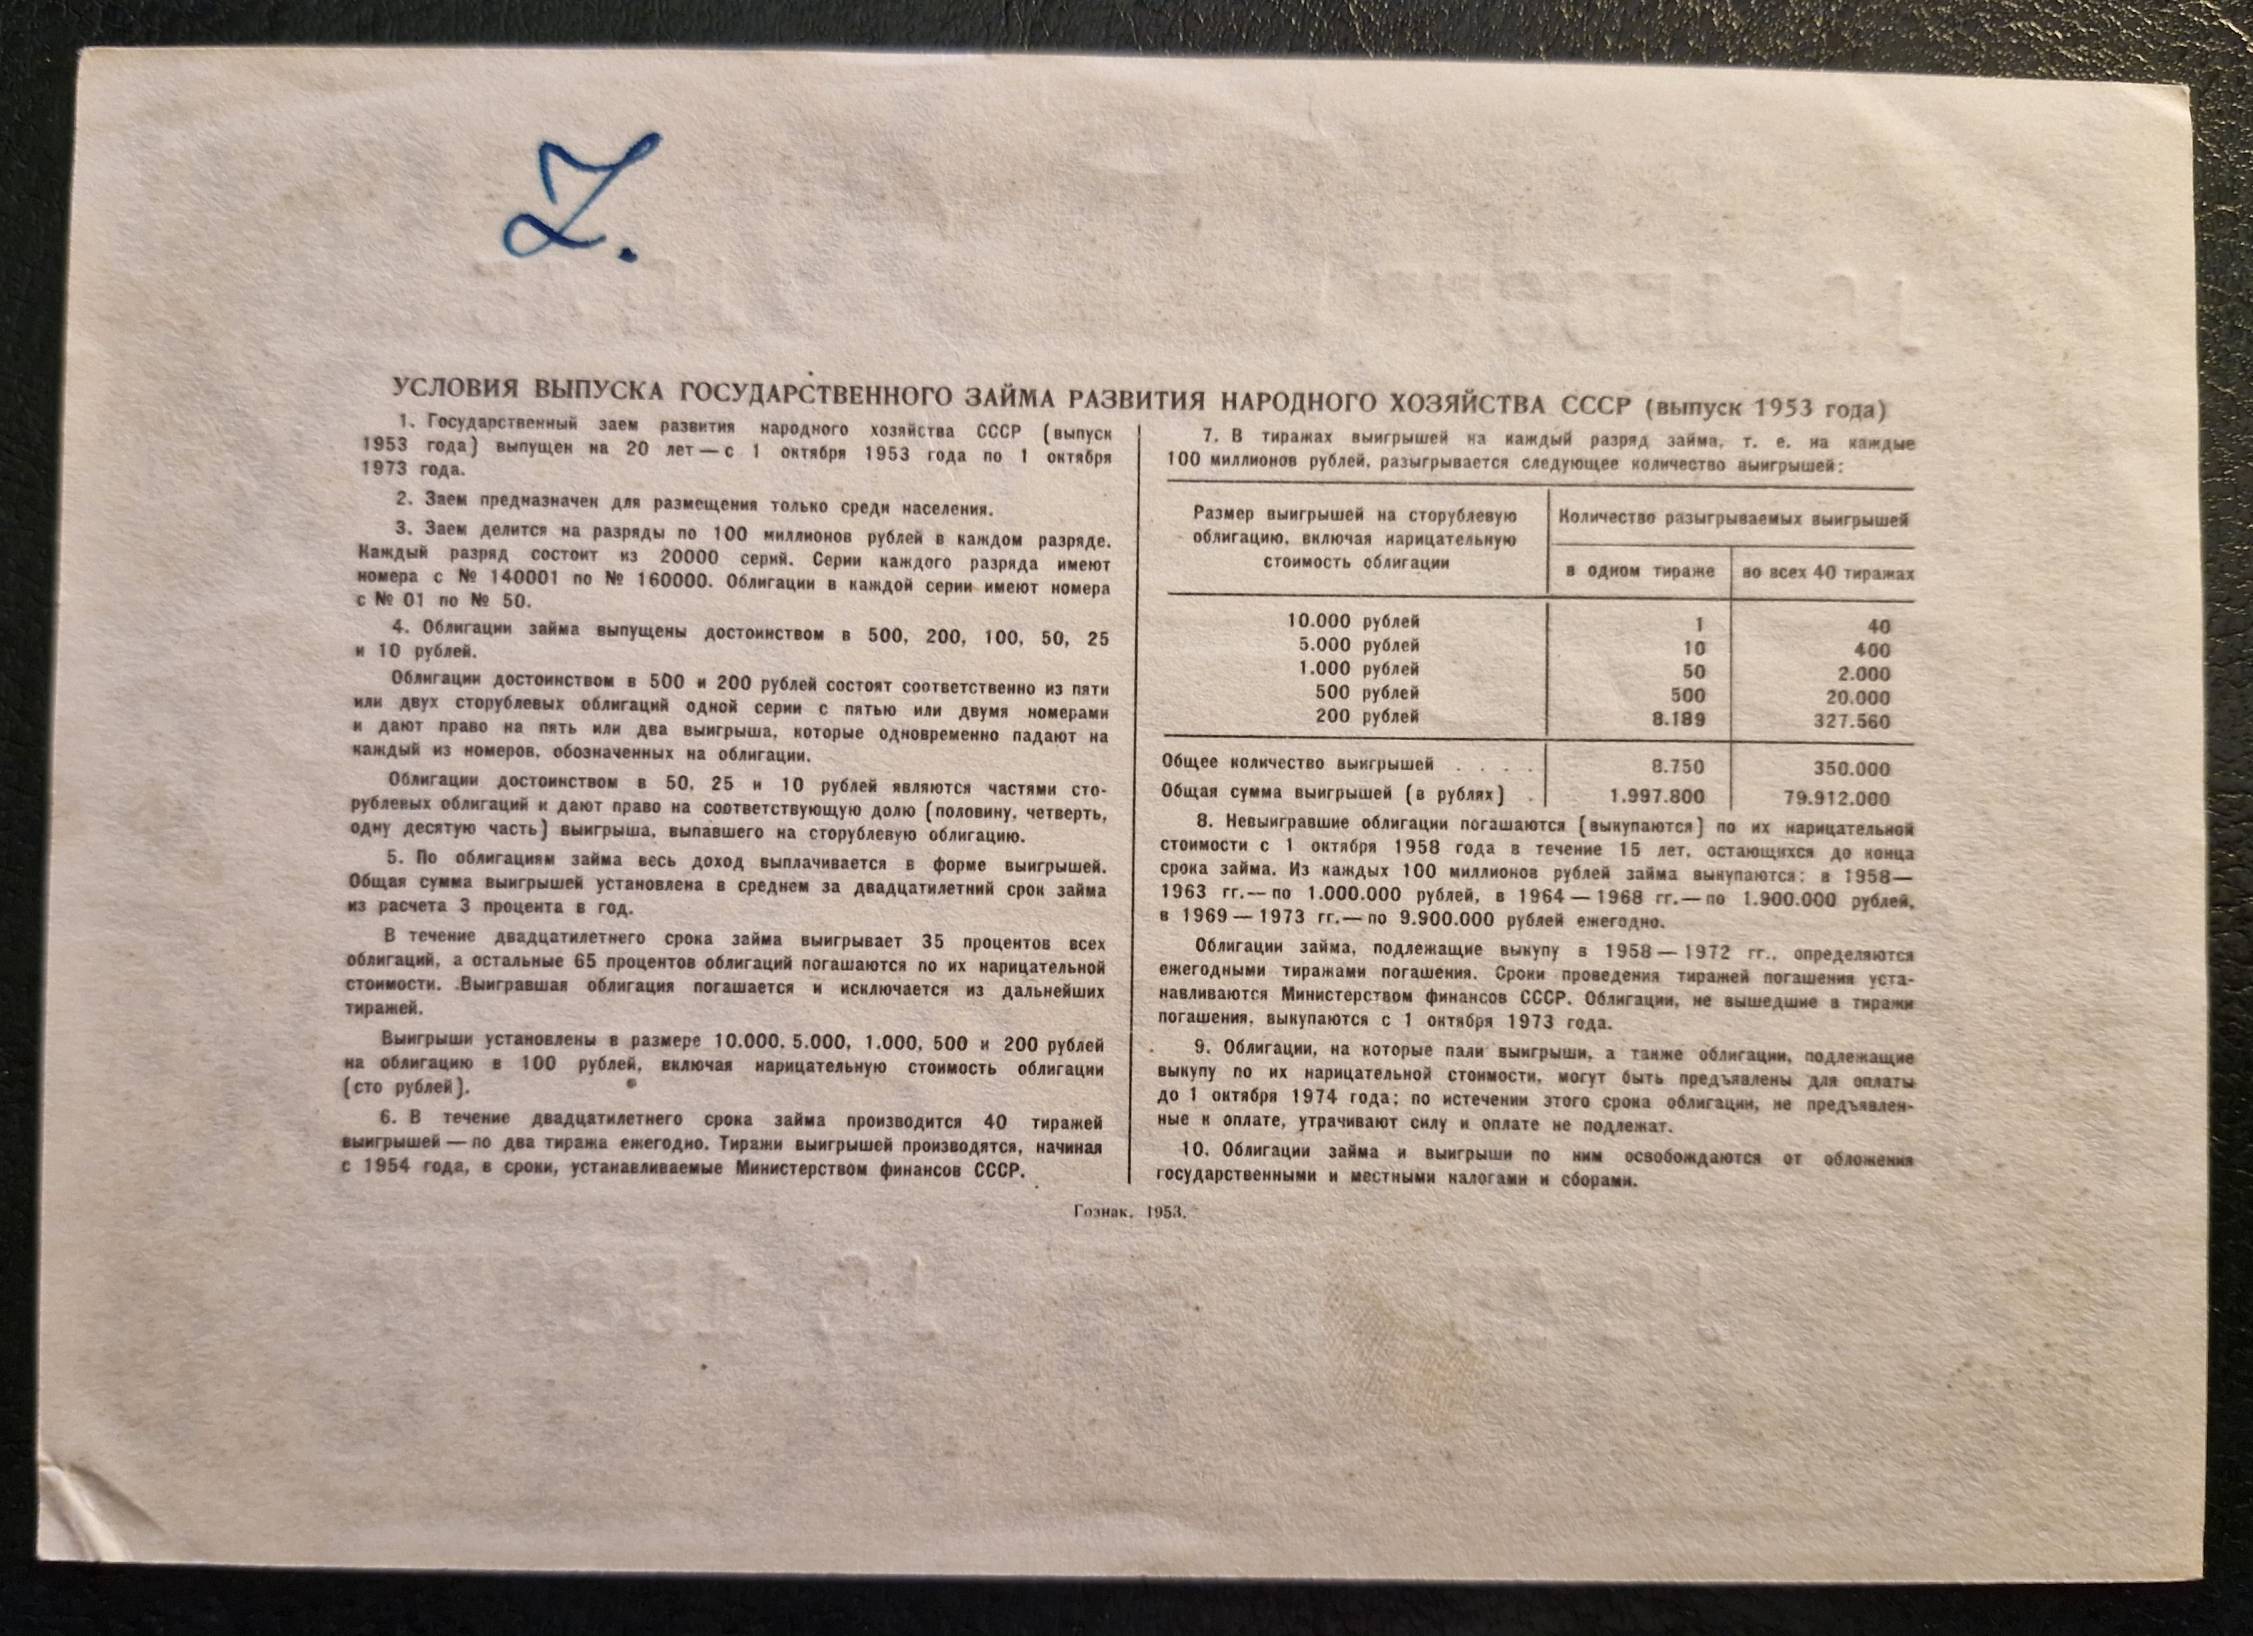 УСЛОВИЯ ВЫПУСКА ГОСУДАРСТВЕННОГО ЗАЙМА РАЗВИТИЯ НАРОДНОГО ХОЗЯЙСТВА СССР (выпуск 1953 года)
1. Государственный заем развития народного хозяйства СССР (выпуск
1953 года) выпущен на 20 лет — с 1 октября 1953 года по 1 октября
1973 года.
2. Заем предназначен для размещения только среди населения.
3. Заем делится на разряды по 100 миллионов рублей в каждом разряде.
Каждый разряд состоит из 20000 серий. Серии каждого разряда имеют
номера с № 140001 по № 160000. Облигации в каждой серии имеют номера
с № 01 по № 50.
4. Облигации займа выпущены достоинством в 500, 200, 100, 50, 25
и 10 рублей.
Облигации достоинством в 500 и 200 рублей состоят соответственно из пяти
или двух сторублевых облигаций одной серии с пятью или двумя номерами
и дают право на пять или два выигрыша, которые одновременно падают на
каждый из номеров, обозначенных на облигации.
Облигации достоинством в 50, 25 и 10 рублей являются частями сто-
рублевых облигаций и дают право на соответствующую долю (половину, четверть,
одну десятую часть) выигрыша, выпавшего на сторублевую облигацию.
5. По облигациям займа весь доход выплачивается в форме выигрышей.
Общая сумма выигрышей установлена в среднем за двадцатилетний срок займа
из расчета 3 процента в год.
В течение двадцатилетнего срока займа выигрывает 35 процентов всех
облигаций, а остальные 65 процентов облигаций погашаются по их нарицательной
стоимости. Выигравшая облигация погашается и исключается из дальнейших
тиражей.
Выигрыши установлены в размере 10.000, 5.000, 1.000, 500 и 200 рублей
на облигацию в 100 рублей, включая нарицательную стоимость облигации
(сто рублей).
6. В течение двадцатилетнего срока займа производится 40 тиражей
выигрышей — по два тиража ежегодно. Тиражи выигрышей производятся, начиная
с 1954 года, в сроки, устанавливаемые Министерством финансов СССР.
7. В тиражах выигрышей на каждый разряд займа, т. е. на каждые
100 миллионов рублей, разыгрывается следующее количество выигрышей:
Размер выигрышей на сторублевую
облигацию, включая нарицательную
стоимость облигации
Количество разыгрываемых выигрышей
в одном тираже во всех 40 тиражах
10.000 рублей 1 40
5.000 рублей 10 400
1.000 рублей 50 2.000
500 рублей 500 20.000
200 рублей 8.189 327.560
Общее количество выигрышей . . . . 8.750 350.000
Общая сумма выигрышей (в рублях) . 1.997.800 79.912.000
8. Невыигравшие облигации погашаются (выкупаются) по их нарицательной
стоимости с 1 октября 1958 года в течение 15 лет, остающихся до конца
срока займа. Из каждых 100 миллионов рублей займа выкупаются: в 1958—
1963 гг.— по 1.000.000 рублей, в 1964 — 1968 гг.— по 1.900.000 рублей,
в 1969 — 1973 гг.— по 9.900.000 рублей ежегодно.
Облигации займа, подлежащие выкупу в 1958 — 1972 гг., определяются
ежегодными тиражами погашения. Сроки проведения тиражей погашения уста-
навливаются Министерством финансов СССР. Облигации, не вышедшие в тиражи
погашения, выкупаются с 1 октября 1973 года.
9. Облигации, на которые пали выигрыши, а также облигации, подлежащие
выкупу по их нарицательной стоимости, могут быть предъявлены для оплаты
до 1 октября 1974 года; по истечении этого срока облигации, не предъявлен-
ные к оплате, утрачивают силу и оплате не подлежат.
10. Облигации займа и выигрыши по ним освобождаются от обложения
государственными и местными налогами и сборами.
Гознак. 1953.